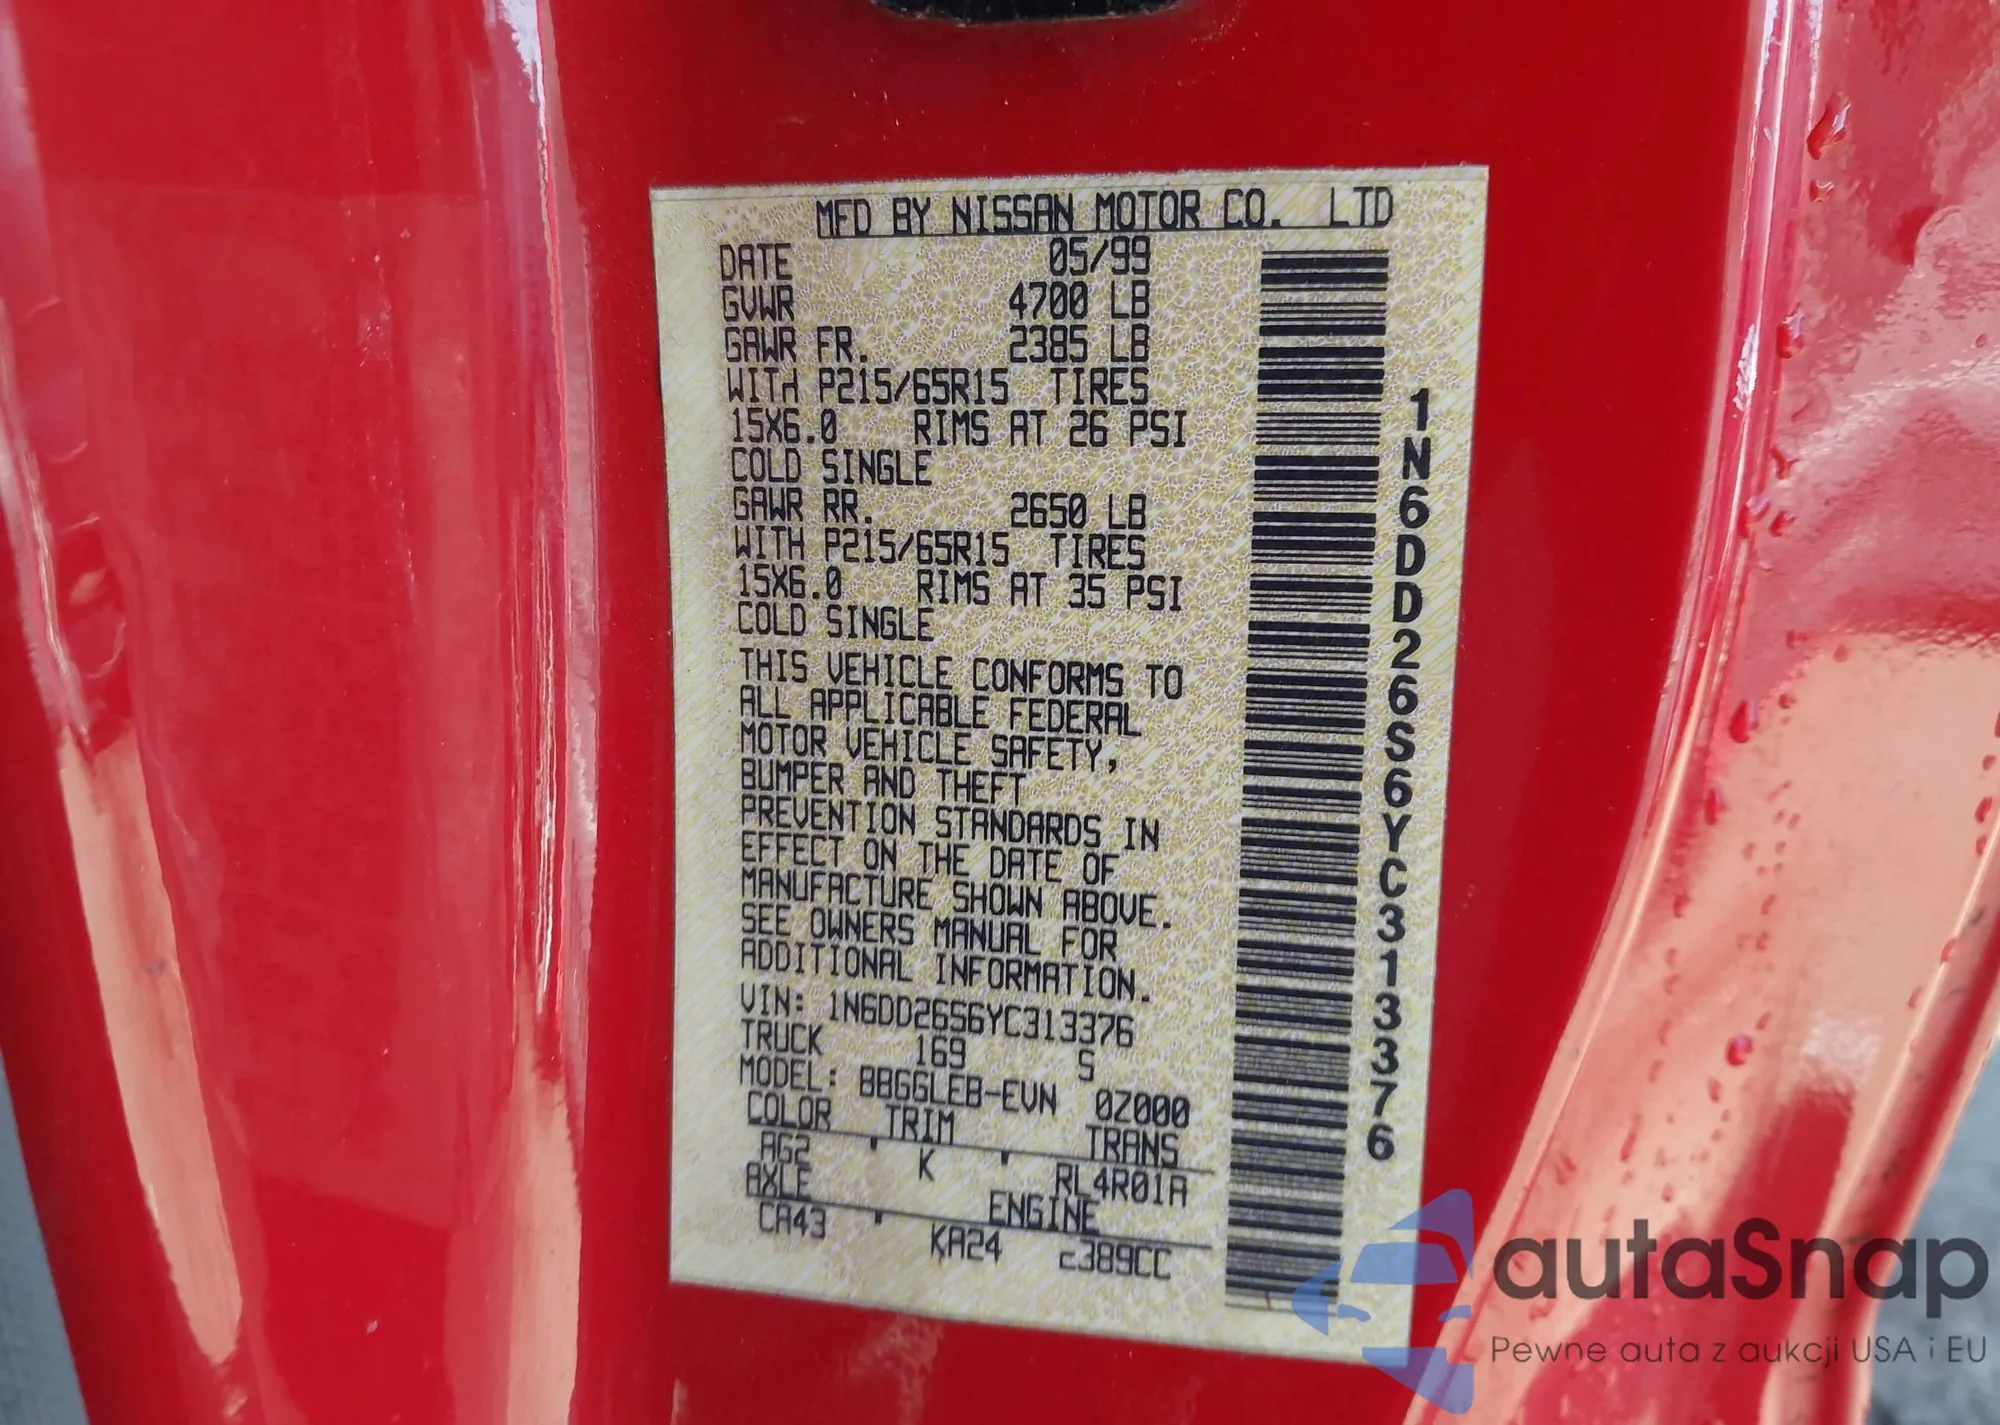 MFD BY NISSAN MOTOR CO. LTD
DATE 05/99
GVWR 4700 LB
GAWR FR. 2385 LB
WITH P215/65R15 TIRES
15X6.0 RIMS AT 26 PSI
COLD SINGLE
GAWR RR. 2650 LB
WITH P215/65R15 TIRES
15X6.0 RIMS AT 35 PSI
COLD SINGLE
THIS VEHICLE CONFORMS TO
ALL APPLICABLE FEDERAL
MOTOR VEHICLE SAFETY,
BUMPER AND THEFT
PREVENTION STANDARDS IN
EFFECT ON THE DATE OF
MANUFACTURE SHOWN ABOVE.
SEE OWNERS MANUAL FOR
ADDITIONAL INFORMATION.
VIN: 1N6DD26S6YC313376
TRUCK 169 S
MODEL: BBGGLEB-EVN 0Z000
COLOR TRIM TRANS
AG2 K RL4R01A
AXLE ENGINE
CA43 KA24 2389CC
1N6DD26S6YC313376
autaSnap
Pewne auta z aukcji USA i EU